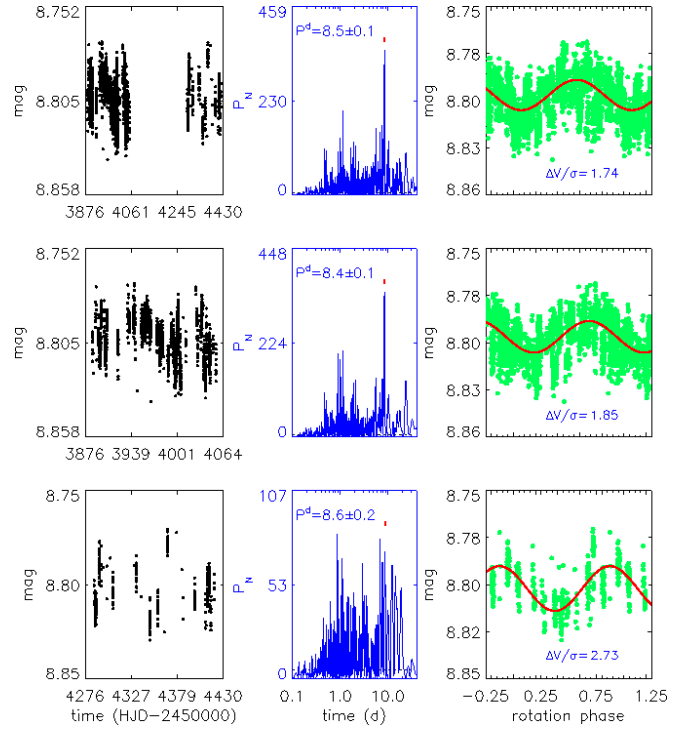 8.752
8.805
8.858
mag
3876 4061 4245 4430
459
230
0
P_N
P^d=8.5±0.1
8.75
8.78
8.80
8.83
8.86
mag
ΔV/σ=1.74
8.752
8.805
8.858
mag
3876 3939 4001 4064
448
224
0
P_N
P^d=8.4±0.1
8.75
8.78
8.80
8.83
8.86
mag
ΔV/σ=1.85
8.75
8.80
8.85
mag
4276 4327 4379 4430
time (HJD-2450000)
107
53
0
P_N
P^d=8.6±0.2
0.1 1.0 10.0
time (d)
8.75
8.78
8.80
8.82
8.85
mag
ΔV/σ=2.73
-0.25 0.25 0.75 1.25
rotation phase